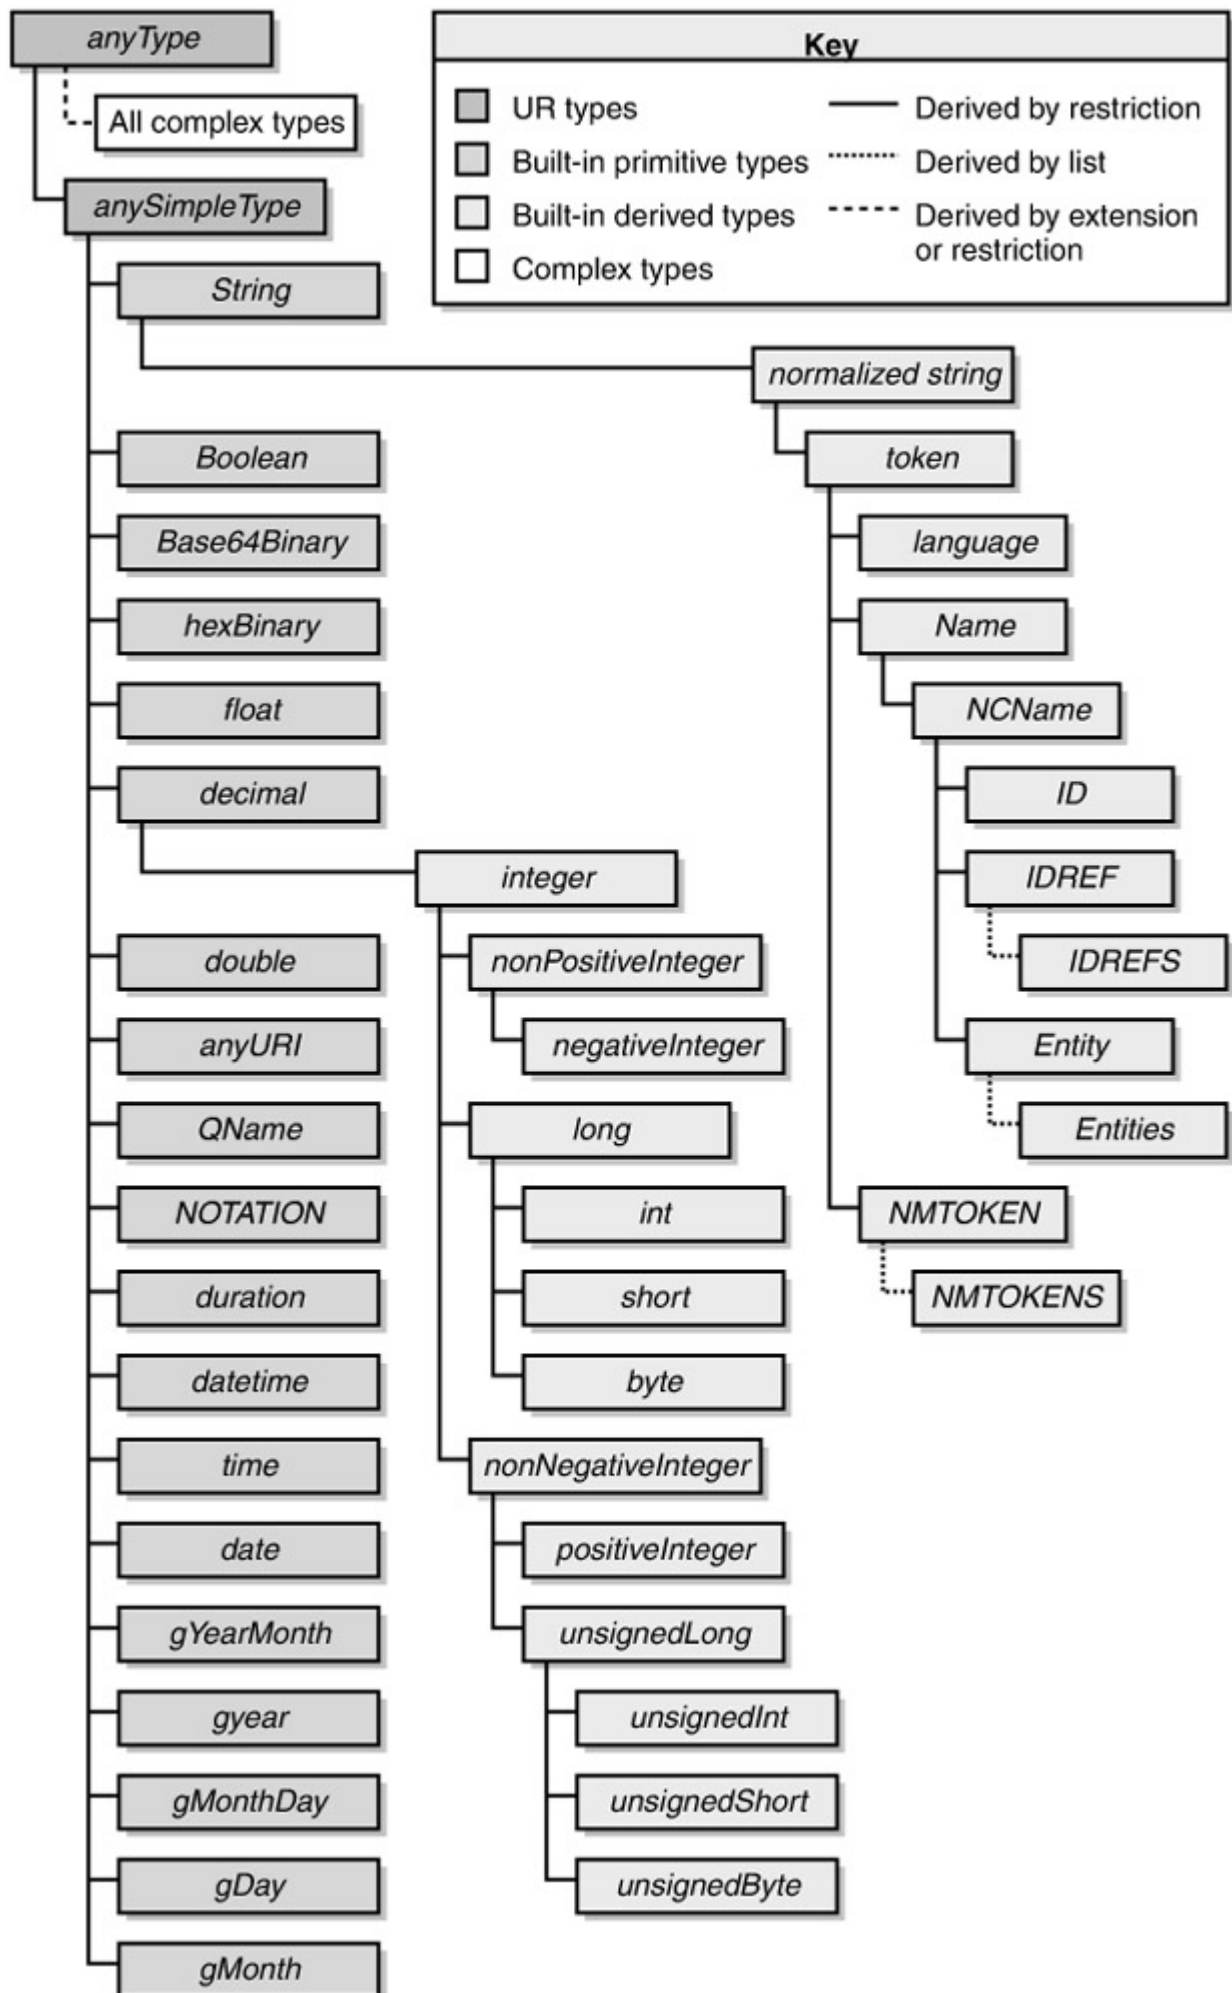 anyType
All complex types
anySimpleType
Key
UR types
Built-in primitive types
Built-in derived types
Complex types
Derived by restriction
Derived by list
Derived by extension
or restriction
String
normalized string
Boolean
token
Base64Binary
language
hexBinary
Name
float
NCName
decimal
ID
integer
IDREF
double
nonPositiveInteger
IDREFS
anyURI
negativeInteger
Entity
QName
long
Entities
NOTATION
int
NMTOKEN
duration
short
NMTOKENS
datetime
byte
time
nonNegativeInteger
date
positiveInteger
gYearMonth
unsignedLong
gyear
unsignedInt
gMonthDay
unsignedShort
gDay
unsignedByte
gMonth